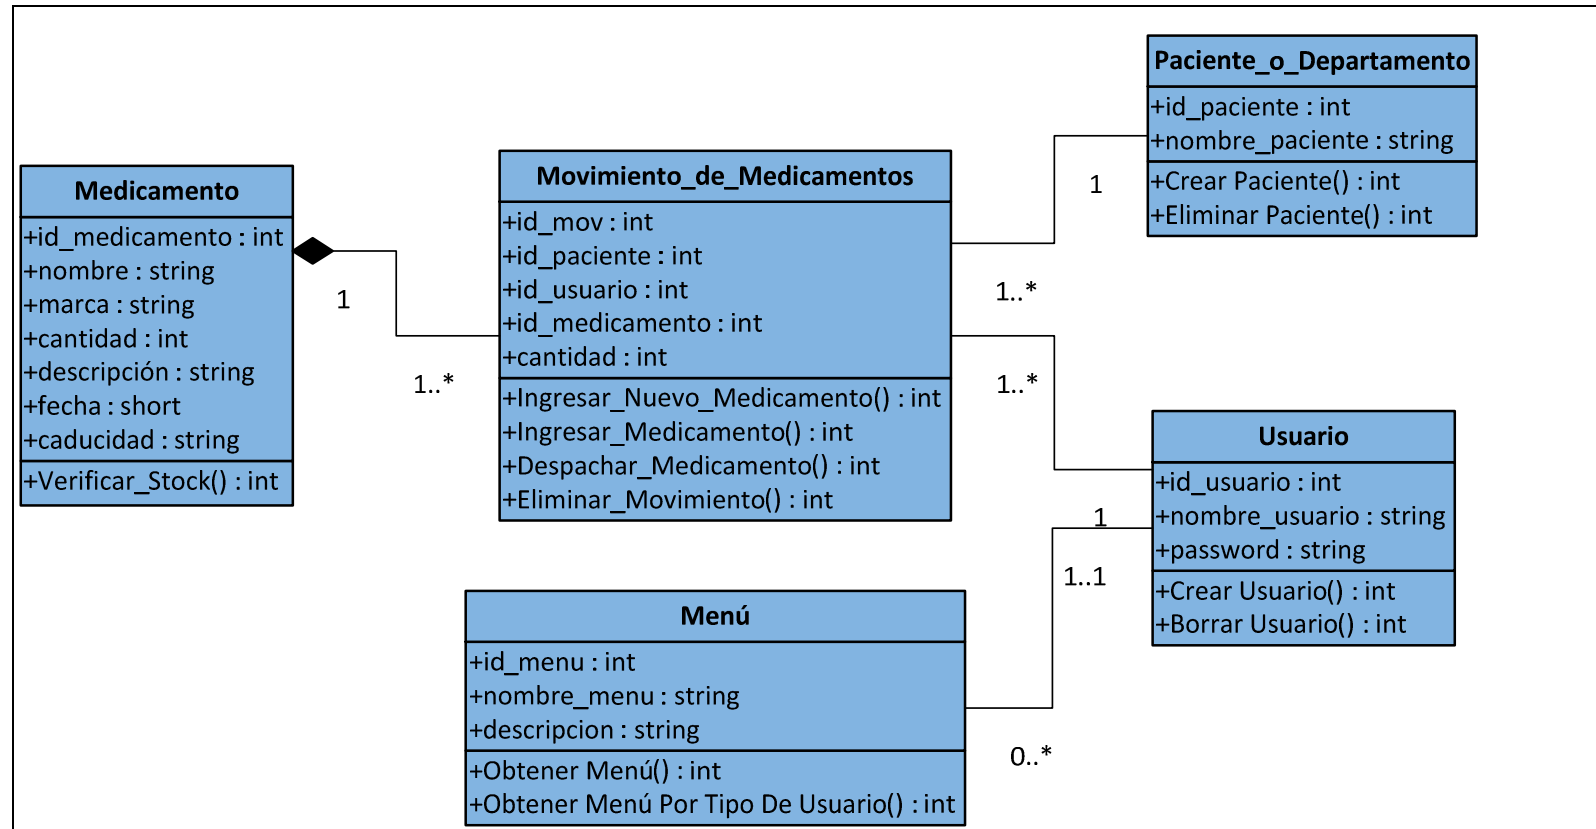 Medicamento
+id_medicamento : int
+nombre : string
+marca : string
+cantidad : int
+descripción : string
+fecha : short
+caducidad : string
+Verificar_Stock() : int
1
1..*
Movimiento_de_Medicamentos
+id_mov : int
+id_paciente : int
+id_usuario : int
+id_medicamento : int
+cantidad : int
+Ingresar_Nuevo_Medicamento() : int
+Ingresar_Medicamento() : int
+Despachar_Medicamento() : int
+Eliminar_Movimiento() : int
1
1..*
Paciente_o_Departamento
+id_paciente : int
+nombre_paciente : string
+Crear Paciente() : int
+Eliminar Paciente() : int
1..*
1
Usuario
+id_usuario : int
+nombre_usuario : string
+password : string
+Crear Usuario() : int
+Borrar Usuario() : int
1..1
0..*
Menú
+id_menu : int
+nombre_menu : string
+descripcion : string
+Obtener Menú() : int
+Obtener Menú Por Tipo De Usuario() : int